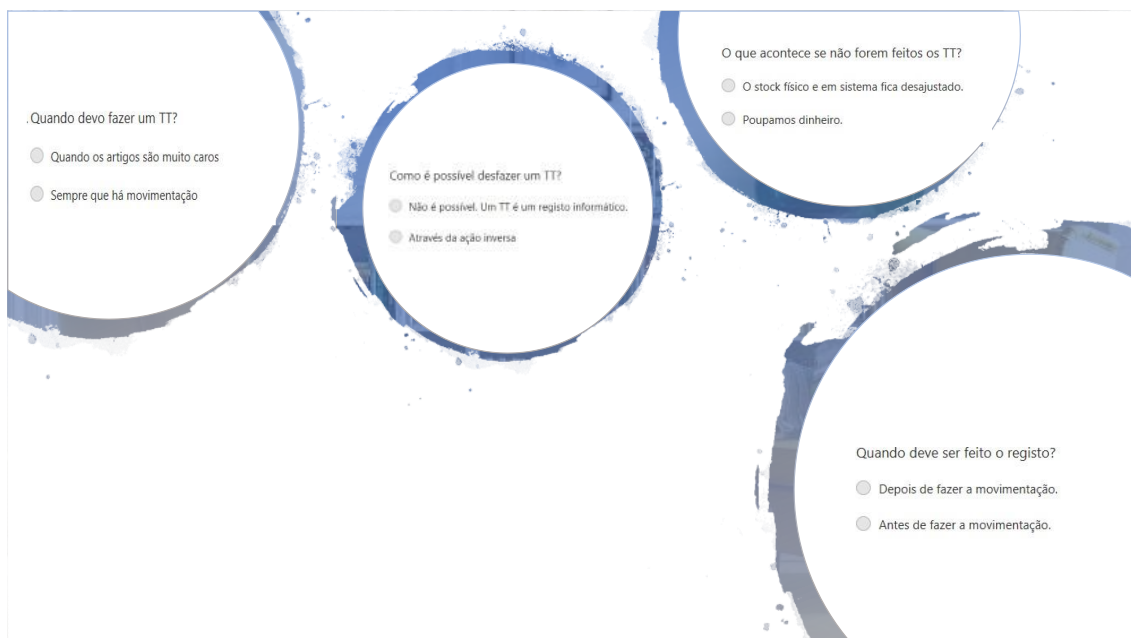 .Quando devo fazer um TT?
Quando os artigos são muito caros
Sempre que há movimentação
Como é possível desfazer um TT?
Não é possível. Um TT é um registo informático.
Através da ação inversa
O que acontece se não forem feitos os TT?
O stock físico e em sistema fica desajustado.
Poupamos dinheiro.
Quando deve ser feito o registo?
Depois de fazer a movimentação.
Antes de fazer a movimentação.